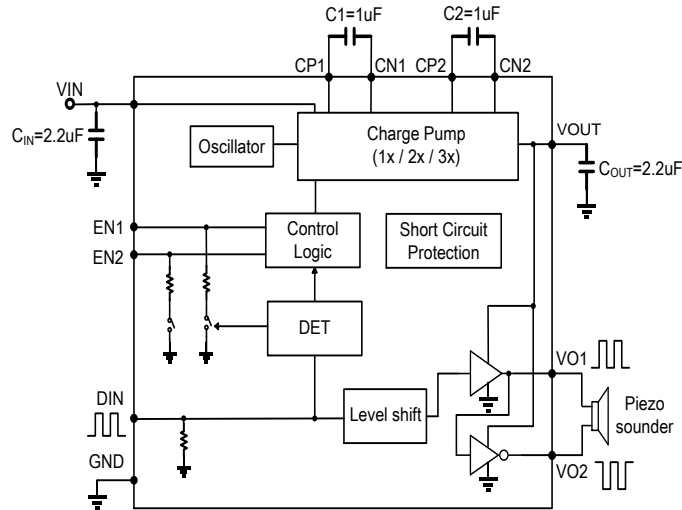 C1=1uF
C2=1uF
CP1
CN1
CP2
CN2
VIN
CIN=2.2uF
Oscillator
Charge Pump
(1x / 2x / 3x)
VOUT
COUT=2.2uF
EN1
EN2
Control
Logic
Short Circuit
Protection
DET
VO1
DIN
Level shift
Piezo
sounder
GND
VO2